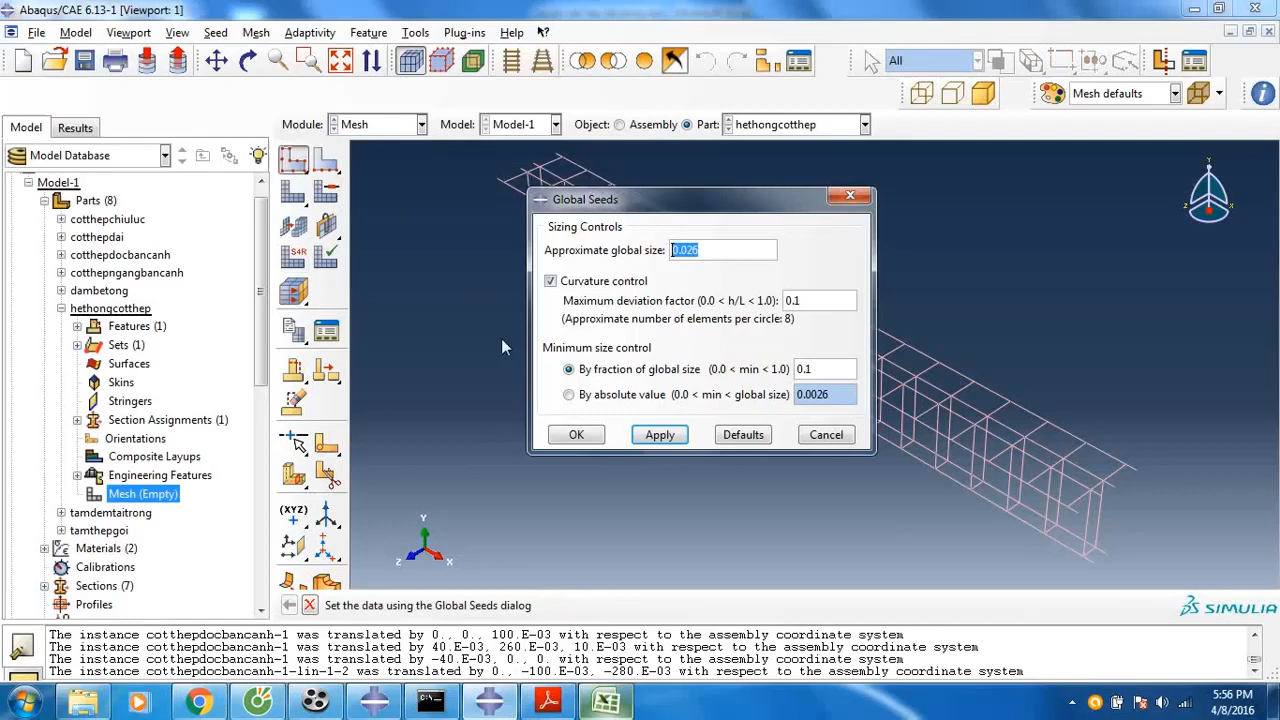 Abaqus/CAE 6.13-1 [Viewport: 1]
File Model Viewport View Seed Mesh Adaptivity Feature Tools Plug-ins Help
All
Mesh defaults
Model Results
Module: Mesh Model: Model-1 Object: Assembly Part: hethongcotthep
Model Database
Model-1
Parts (8)
cotthepchiuluc
cotthepdai
cotthepdocbancanh
cotthepngangbancanh
dambetong
hethongcotthep
Features (1)
Sets (1)
Surfaces
Skins
Stringers
Section Assignments (1)
Orientations
Composite Layups
Engineering Features
Mesh (Empty)
tamdemtaitrong
tamthepgoi
Materials (2)
Calibrations
Sections (7)
Profiles
S4R
(XYZ)
Global Seeds
Sizing Controls
Approximate global size: 0.026
Curvature control
Maximum deviation factor (0.0 < h/L < 1.0): 0.1
(Approximate number of elements per circle: 8)
Minimum size control
By fraction of global size (0.0 < min < 1.0) 0.1
By absolute value (0.0 < min < global size) 0.0026
OK Apply Defaults Cancel
Y
Z
X
Y
Z
X
Set the data using the Global Seeds dialog
SIMULIA
The instance cotthepdocbancanh-1 was translated by 0., 0., 100.E-03 with respect to the assembly coordinate system
The instance cotthepdocbancanh-1 was translated by 40.E-03, 260.E-03, 10.E-03 with respect to the assembly coordinate system
The instance cotthepdocbancanh-1 was translated by -40.E-03, 0., 0. with respect to the assembly coordinate system
The instance cotthepdocbancanh-1-lin-1-2 was translated by 0., -100.E-03, -280.E-03 with respect to the assembly coordinate system
5:56 PM
4/8/2016